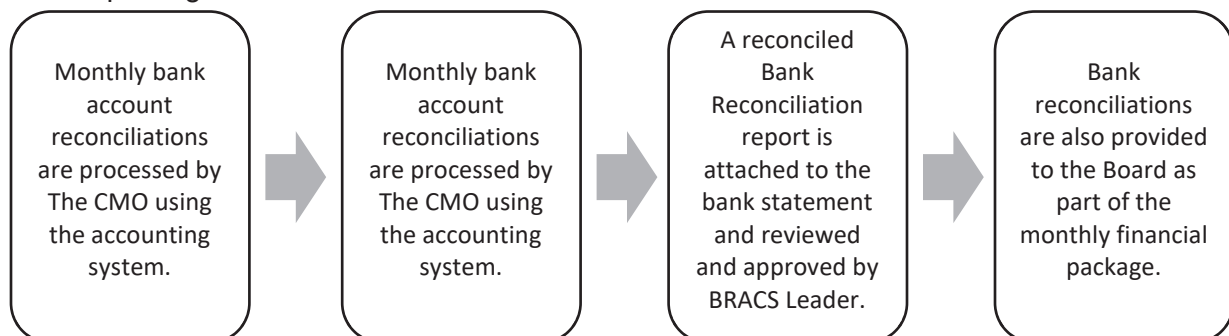 Monthly bank
account
reconciliations
are processed by
The CMO using
the accounting
system.
Monthly bank
account
reconciliations
are processed by
The CMO using
the accounting
system.
A reconciled
Bank
Reconciliation
report is
attached to the
bank statement
and reviewed
and approved by
BRACS Leader.
Bank
reconciliations
are also provided
to the Board as
part of the
monthly financial
package.